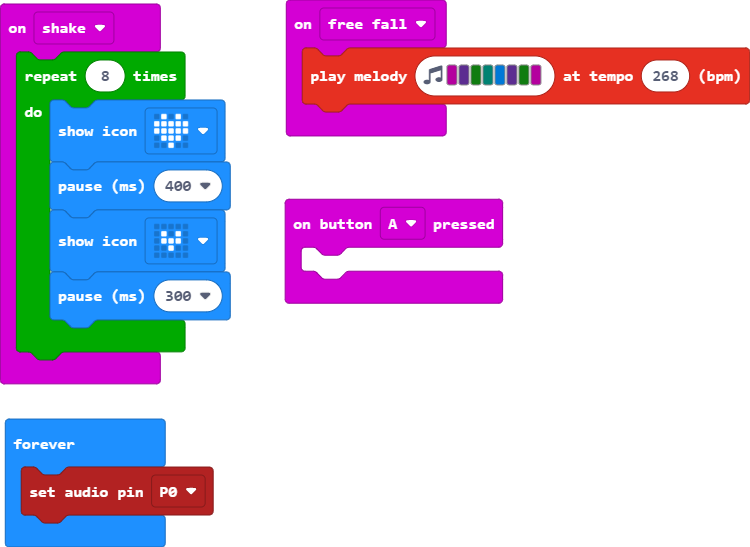 on shake
repeat 8 times
do
show icon
pause (ms) 400
show icon
pause (ms) 300
on free fall
play melody at tempo 268 (bpm)
on button A pressed
forever
set audio pin P0